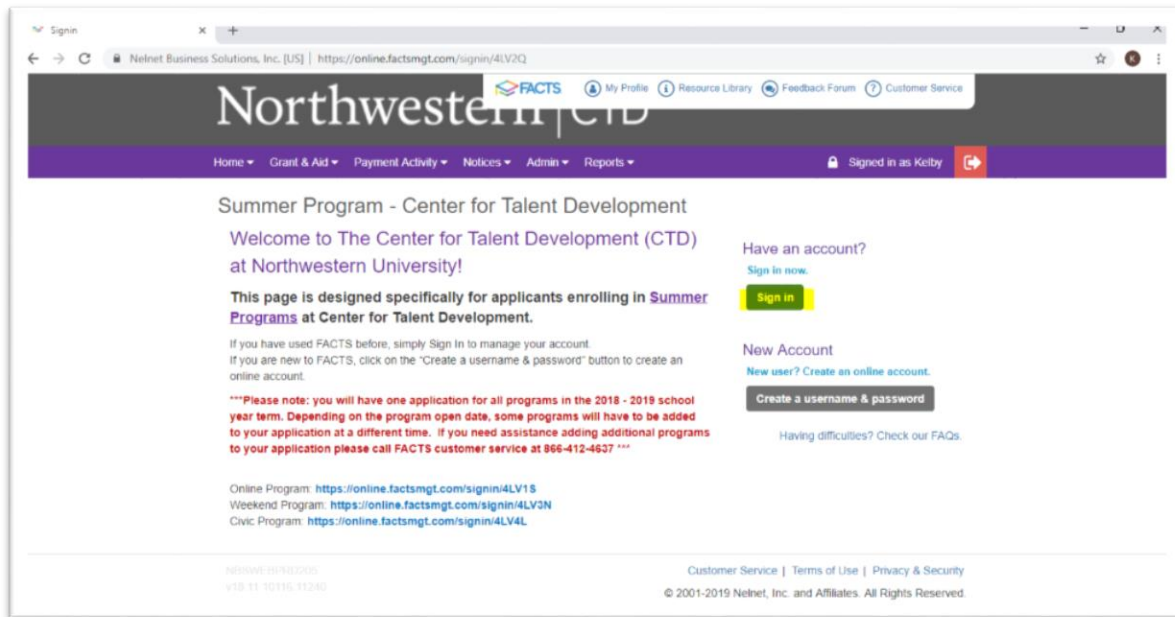 Signin
Nelnet Business Solutions, Inc. [US] | https://online.factsmgt.com/signin/4LV2Q
K
FACTS My Profile Resource Library Feedback Forum Customer Service
Northwestern | CTD
Home Grant & Aid Payment Activity Notices Admin Reports Signed in as Kelby
Summer Program - Center for Talent Development
Welcome to The Center for Talent Development (CTD)
at Northwestern University!
This page is designed specifically for applicants enrolling in Summer
Programs at Center for Talent Development.
If you have used FACTS before, simply Sign In to manage your account.
If you are new to FACTS, click on the "Create a username & password" button to create an
online account.
***Please note: you will have one application for all programs in the 2018 - 2019 school
year term. Depending on the program open date, some programs will have to be added
to your application at a different time. If you need assistance adding additional programs
to your application please call FACTS customer service at 866-412-4637 ***
Online Program: https://online.factsmgt.com/signin/4LV1S
Weekend Program: https://online.factsmgt.com/signin/4LV3N
Civic Program: https://online.factsmgt.com/signin/4LV4L
Have an account?
Sign in now.
Sign in
New Account
New user? Create an online account.
Create a username & password
Having difficulties? Check our FAQs.
Customer Service | Terms of Use | Privacy & Security
© 2001-2019 Nelnet, Inc. and Affiliates. All Rights Reserved.